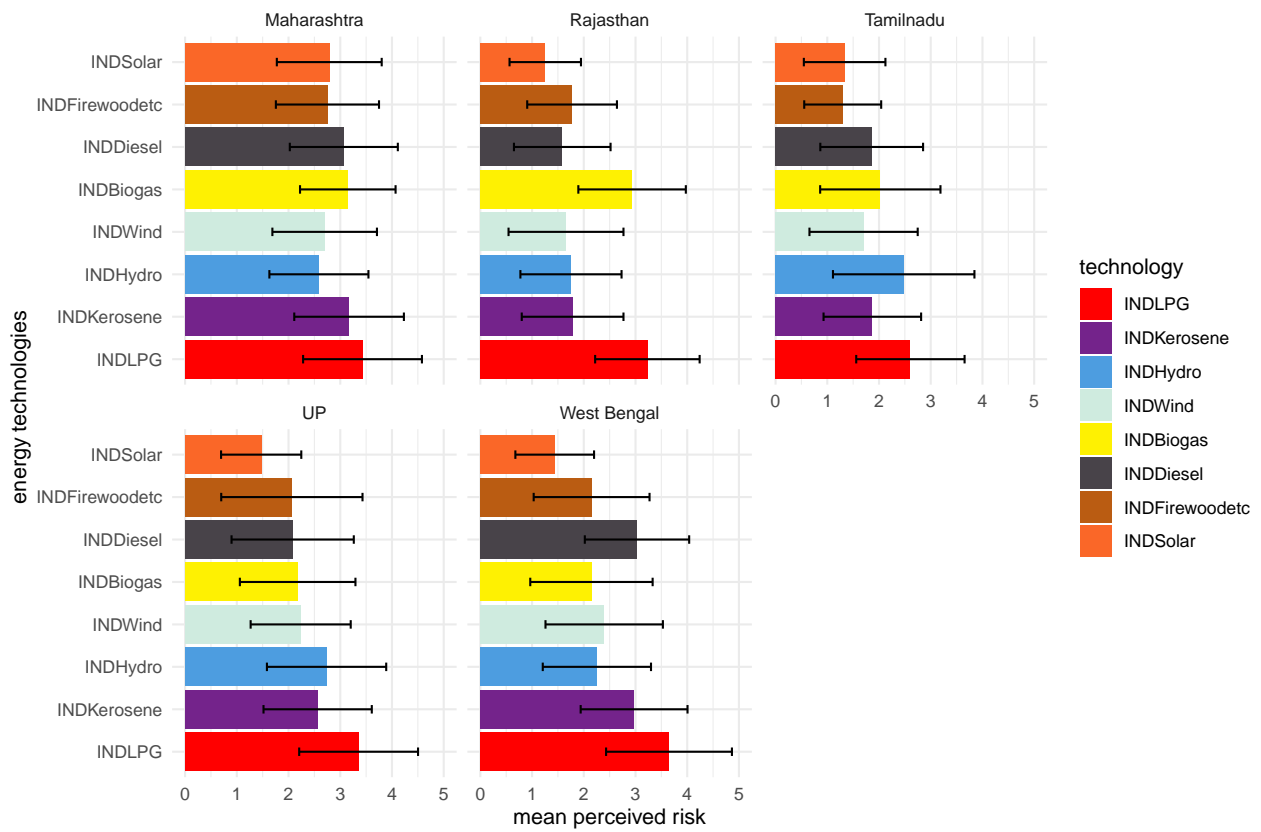 Maharashtra
Rajasthan
Tamilnadu
INDSolar
INDFirewoodetc
INDDiesel
INDBiogas
INDWind
INDHydro
INDKerosene
INDLPG
0 1 2 3 4 5
UP
West Bengal
INDSolar
INDFirewoodetc
INDDiesel
INDBiogas
INDWind
INDHydro
INDKerosene
INDLPG
0 1 2 3 4 5
0 1 2 3 4 5
mean perceived risk
energy technologies
technology
INDLPG
INDKerosene
INDHydro
INDWind
INDBiogas
INDDiesel
INDFirewoodetc
INDSolar